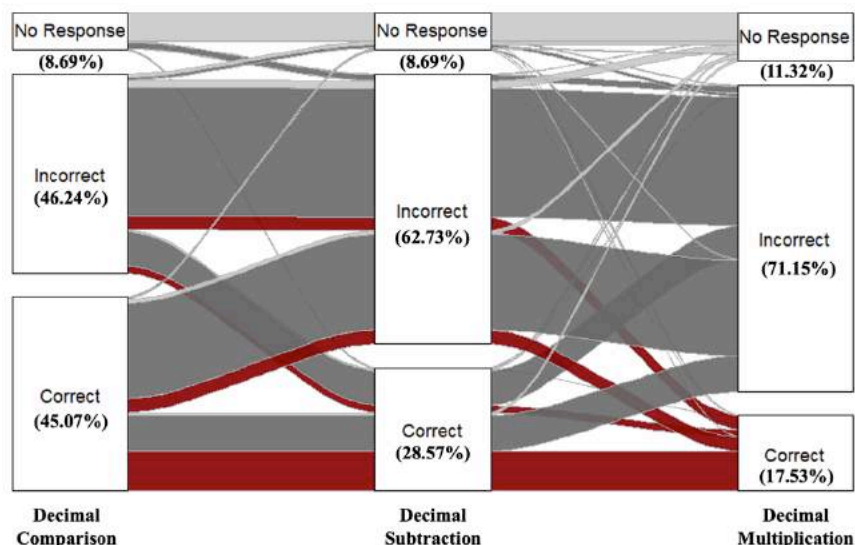 No Response
(8.69%)
Incorrect
(46.24%)
Correct
(45.07%)
Decimal
Comparison
No Response
(8.69%)
Incorrect
(62.73%)
Correct
(28.57%)
Decimal
Subtraction
No Response
(11.32%)
Incorrect
(71.15%)
Correct
(17.53%)
Decimal
Multiplication